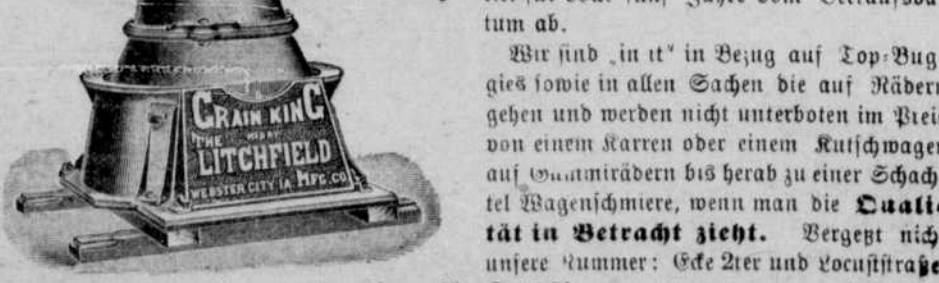 GRAIN KING
THE
LITCHFIELD
WEBSTER CITY IA. MFG. CO.
tum ab.
Wir sind „in it“ in Bezug auf Top-Bug-
gies sowie in allen Sachen die auf Rädern
gehen und werden nicht unterboten im Preis
von einem Karren oder einem Kutschwagen
auf Gummirädern bis herab zu einer Schach-
tel Wagenschmiere, wenn man die Quali-
tät in Betracht zieht. Vergeßt nicht
unsere Nummer: Ecke 2ter und Locuststraße